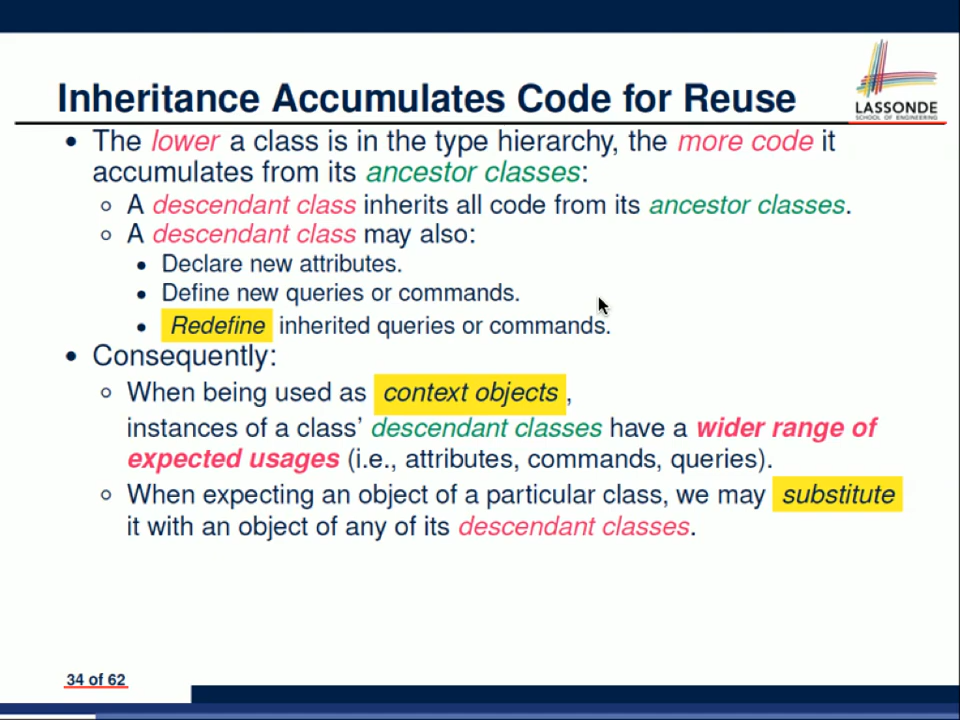 Inheritance Accumulates Code for Reuse
LASSONDE
SCHOOL OF ENGINEERING
• The lower a class is in the type hierarchy, the more code it
accumulates from its ancestor classes:
○ A descendant class inherits all code from its ancestor classes.
○ A descendant class may also:
• Declare new attributes.
• Define new queries or commands.
• Redefine inherited queries or commands.
• Consequently:
○ When being used as context objects,
instances of a class’ descendant classes have a wider range of
expected usages (i.e., attributes, commands, queries).
○ When expecting an object of a particular class, we may substitute
it with an object of any of its descendant classes.
34 of 62